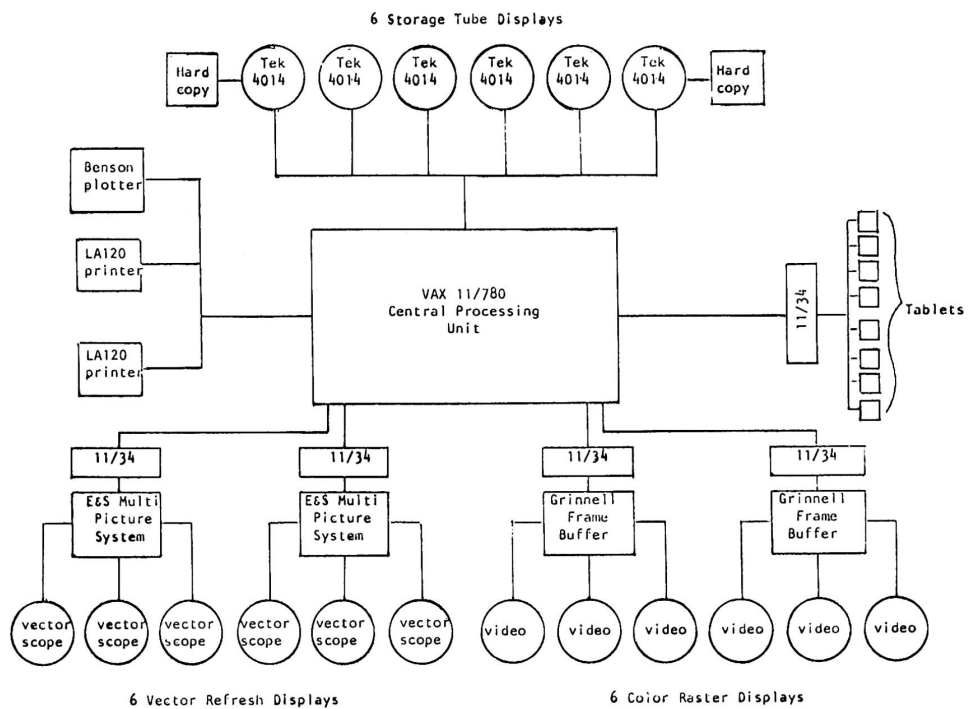 6 Storage Tube Displays
Hard
copy
Tek
4014
Tek
4014
Tek
4014
Tek
4014
Tek
4014
Tek
4014
Hard
copy
Benson
plotter
LA120
printer
LA120
printer
VAX 11/780
Central Processing
Unit
11/34
Tablets
11/34
11/34
11/34
11/34
E&S Multi
Picture
System
E&S Multi
Picture
System
Grinnell
Frame
Buffer
Grinnell
Frame
Buffer
vector
scope
vector
scope
vector
scope
vector
scope
vector
scope
vector
scope
video
video
video
video
video
video
6 Vector Refresh Displays
6 Color Raster Displays